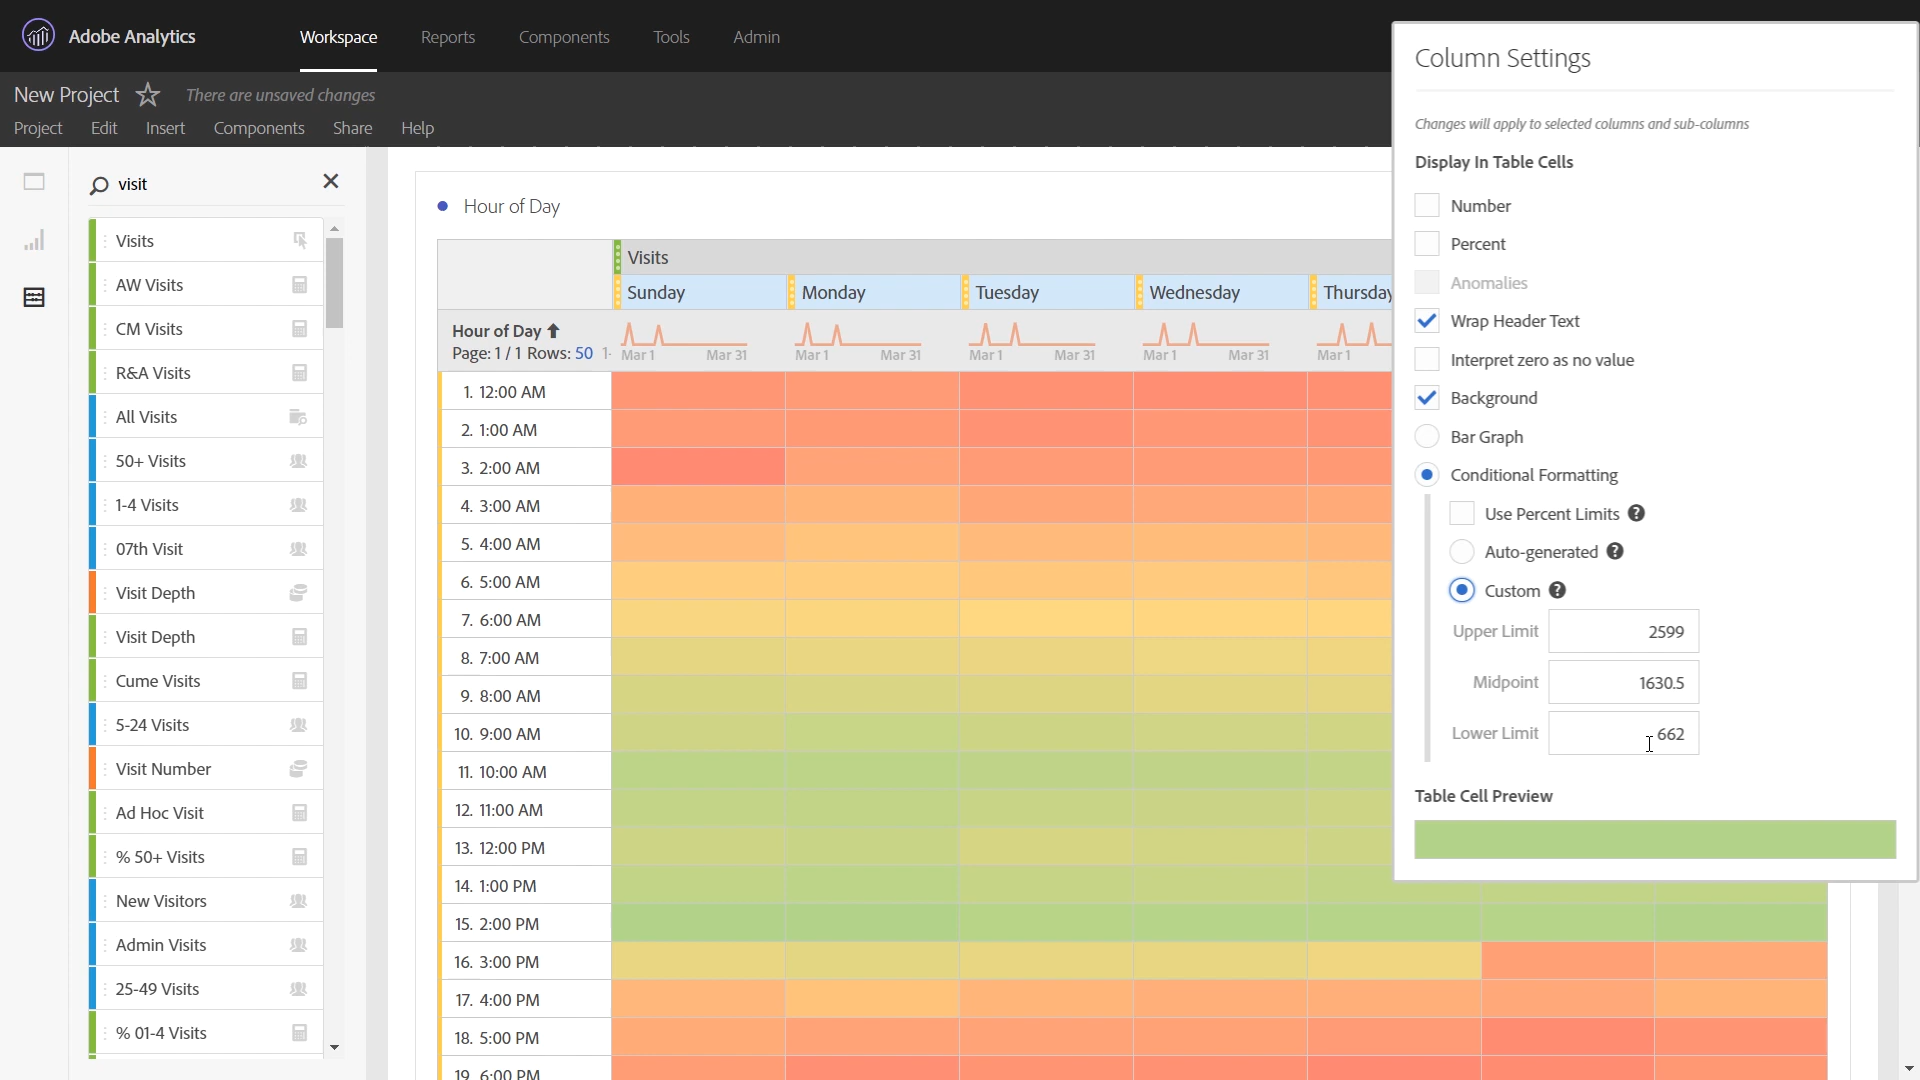 Adobe Analytics
Workspace
Reports
Components
Tools
Admin
New Project
There are unsaved changes
Project
Edit
Insert
Components
Share
Help
visit
Visits
AW Visits
CM Visits
R&A Visits
All Visits
50+ Visits
1-4 Visits
07th Visit
Visit Depth
Visit Depth
Cume Visits
5-24 Visits
Visit Number
Ad Hoc Visit
% 50+ Visits
New Visitors
Admin Visits
25-49 Visits
% 01-4 Visits
Hour of Day
Visits
Sunday
Monday
Tuesday
Wednesday
Thursday
Hour of Day
Page: 1 / 1 Rows: 50 1-
Mar 1 Mar 31
Mar 1 Mar 31
Mar 1 Mar 31
Mar 1 Mar 31
Mar 1
1. 12:00 AM
2. 1:00 AM
3. 2:00 AM
4. 3:00 AM
5. 4:00 AM
6. 5:00 AM
7. 6:00 AM
8. 7:00 AM
9. 8:00 AM
10. 9:00 AM
11. 10:00 AM
12. 11:00 AM
13. 12:00 PM
14. 1:00 PM
15. 2:00 PM
16. 3:00 PM
17. 4:00 PM
18. 5:00 PM
19. 6:00 PM
Column Settings
Changes will apply to selected columns and sub-columns
Display In Table Cells
Number
Percent
Anomalies
Wrap Header Text
Interpret zero as no value
Background
Bar Graph
Conditional Formatting
Use Percent Limits ?
Auto-generated ?
Custom ?
Upper Limit 2599
Midpoint 1630.5
Lower Limit 662
Table Cell Preview